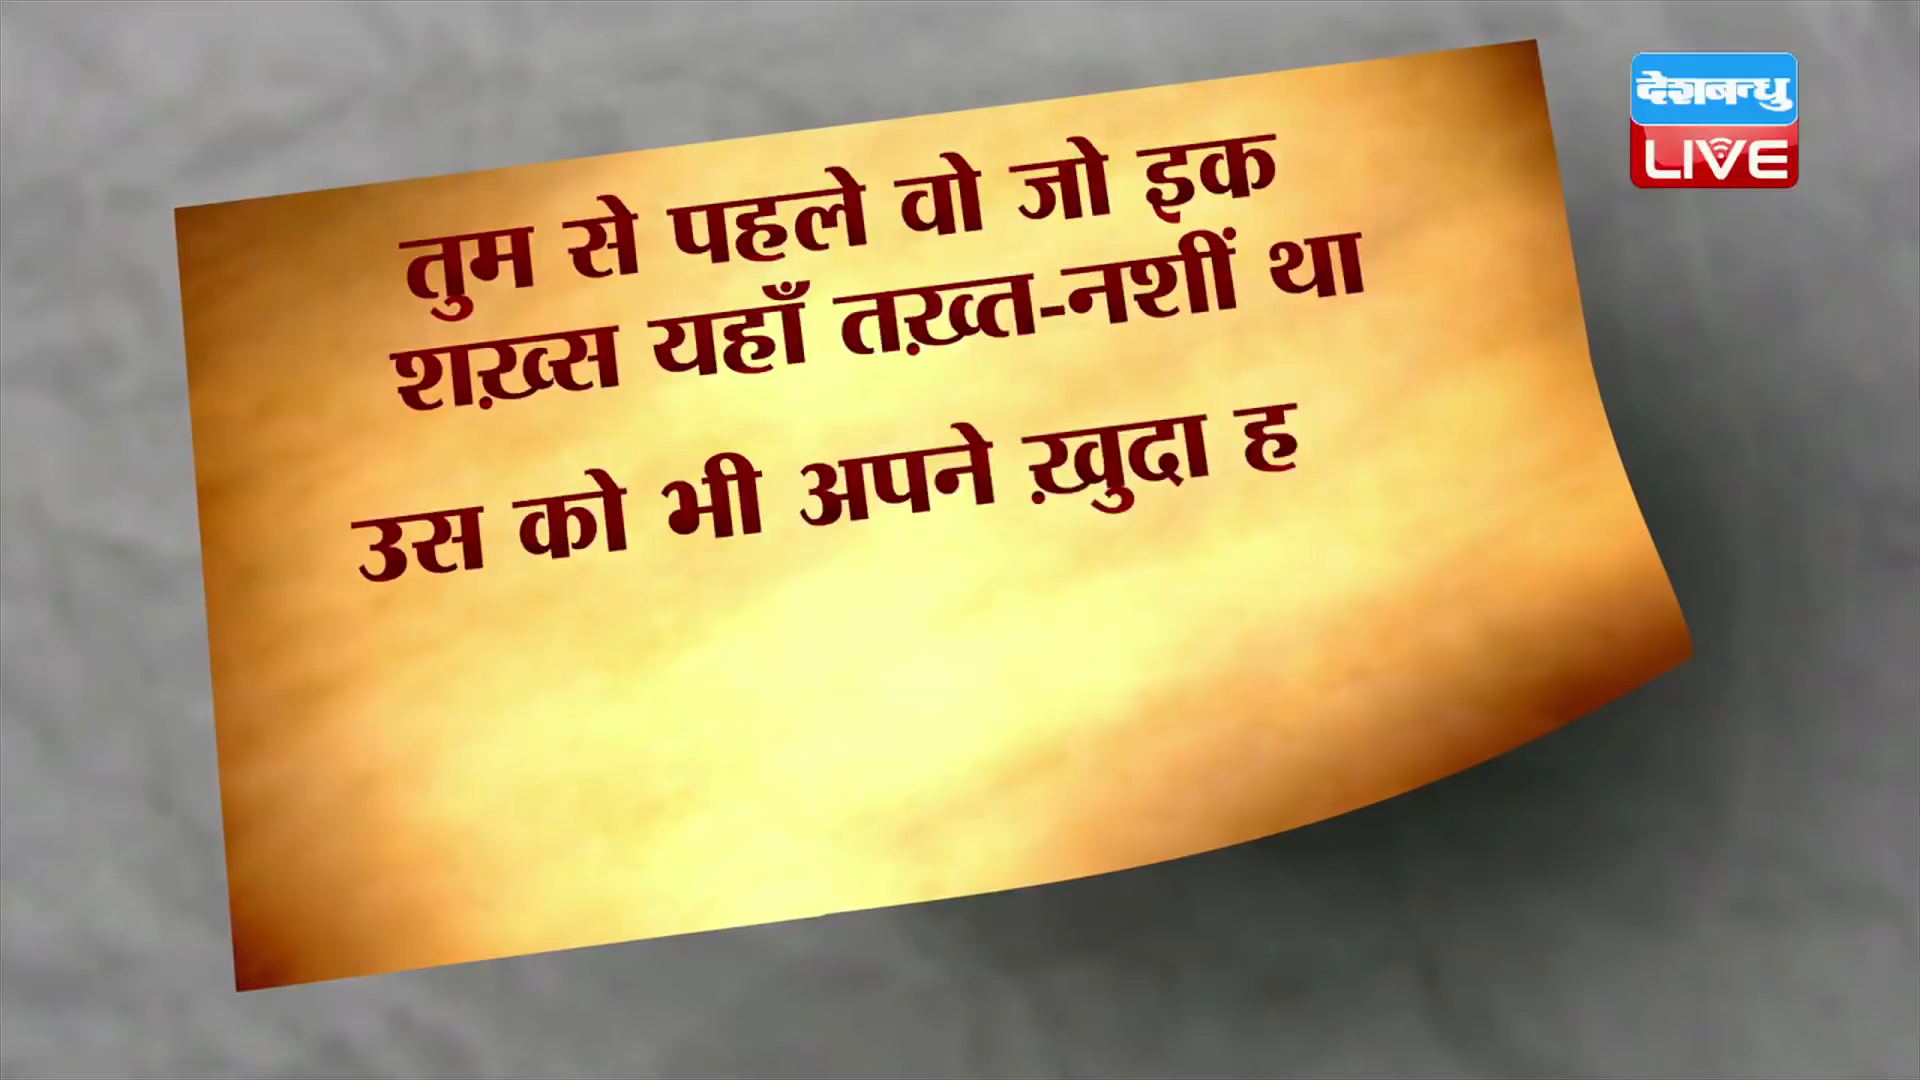 देशबन्धु
LIVE
तुम से पहले वो जो इक
शख़्स यहाँ तख़्त-नशीं था
उस को भी अपने ख़ुदा ह